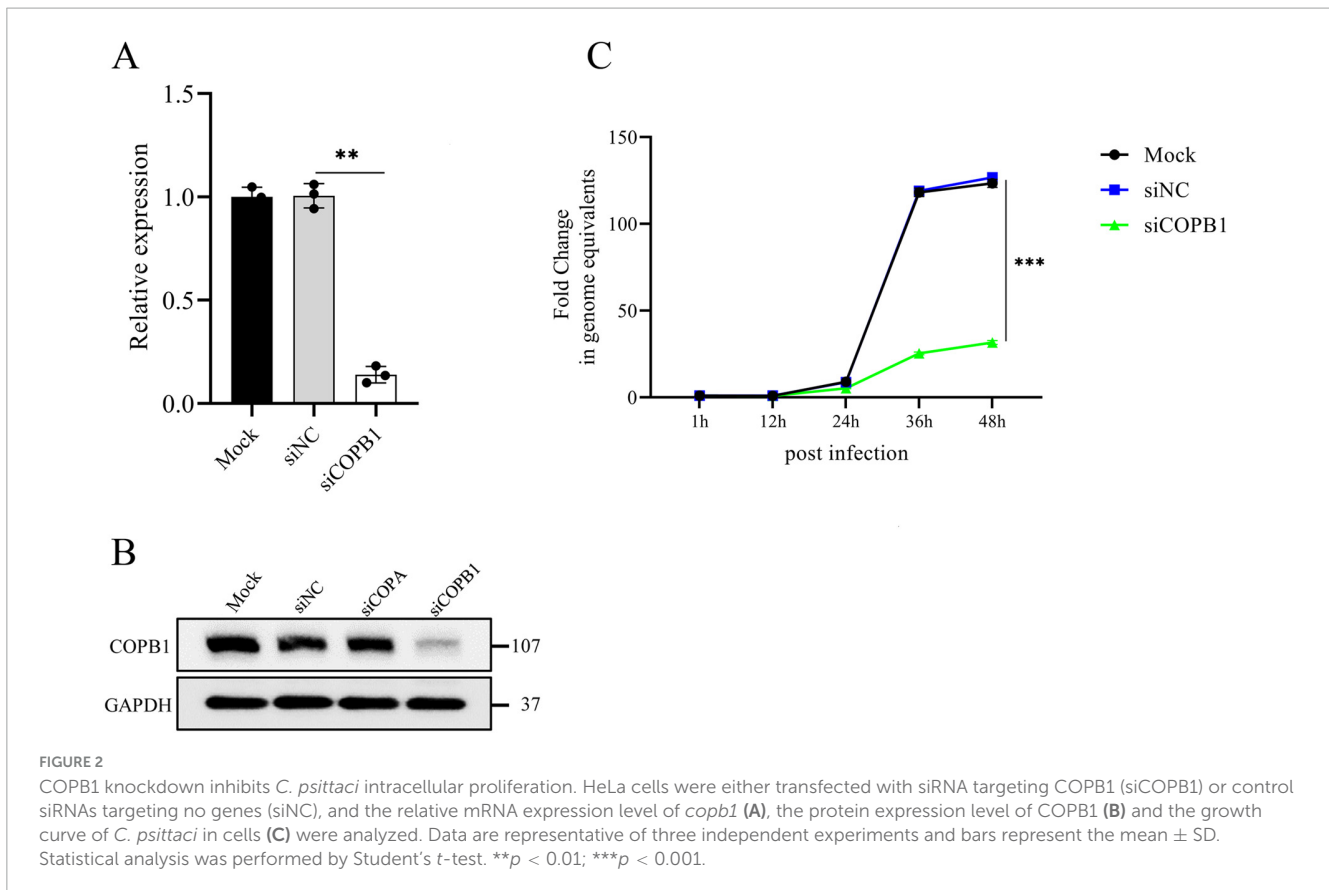 A
1.5
1.0
0.5
0.0
Relative expression
**
Mock
siNC
siCOPB1
C
150
100
50
0
Fold Change
in genome equivalents
1h 12h 24h 36h 48h
post infection
***
Mock
siNC
siCOPB1
B
Mock siNC siCOPA siCOPB1
COPB1 107
GAPDH 37
FIGURE 2
COPB1 knockdown inhibits C. psittaci intracellular proliferation. HeLa cells were either transfected with siRNA targeting COPB1 (siCOPB1) or control
siRNAs targeting no genes (siNC), and the relative mRNA expression level of copb1 (A), the protein expression level of COPB1 (B) and the growth
curve of C. psittaci in cells (C) were analyzed. Data are representative of three independent experiments and bars represent the mean ± SD.
Statistical analysis was performed by Student's t-test. **p < 0.01; ***p < 0.001.